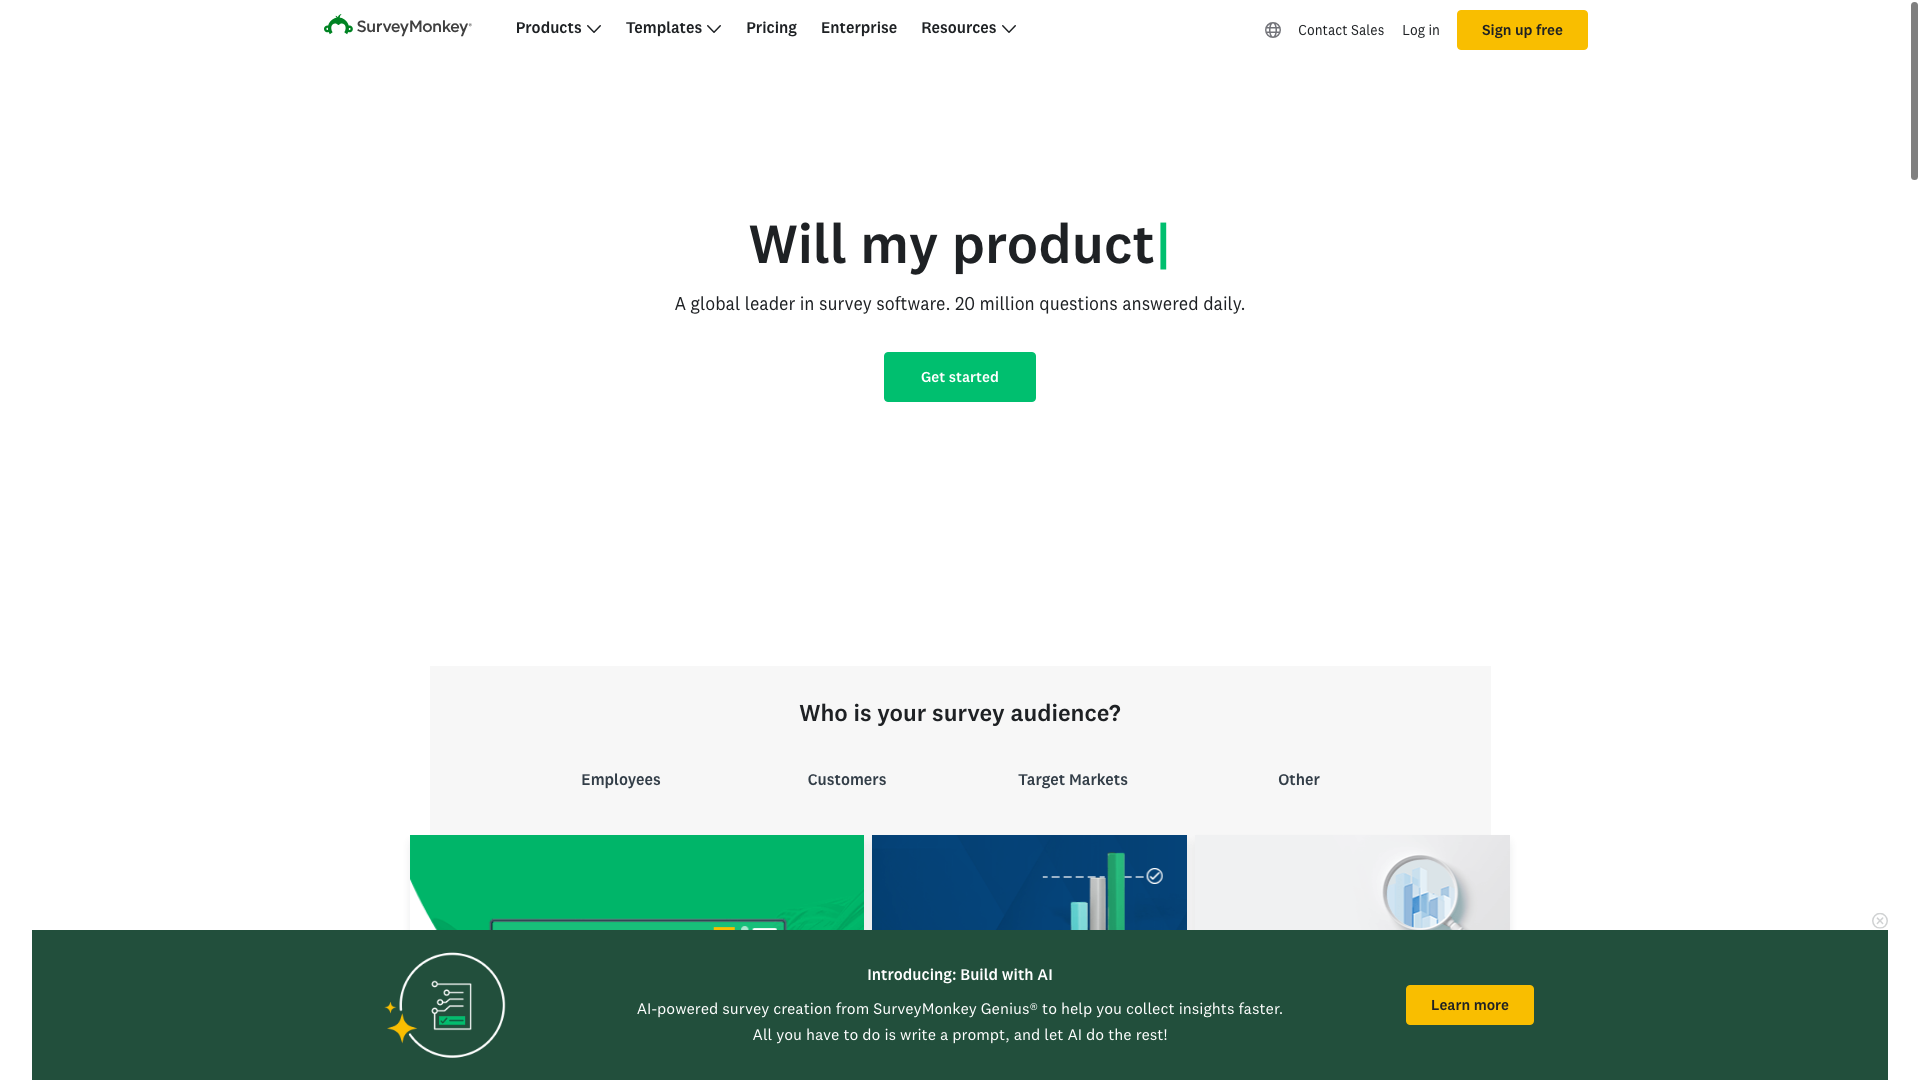 SurveyMonkey
Products
Templates
Pricing
Enterprise
Resources
Contact Sales
Log in
Sign up free
Will my product
A global leader in survey software. 20 million questions answered daily.
Get started
Who is your survey audience?
Employees
Customers
Target Markets
Other
Introducing: Build with AI
AI-powered survey creation from SurveyMonkey Genius® to help you collect insights faster.
All you have to do is write a prompt, and let AI do the rest!
Learn more